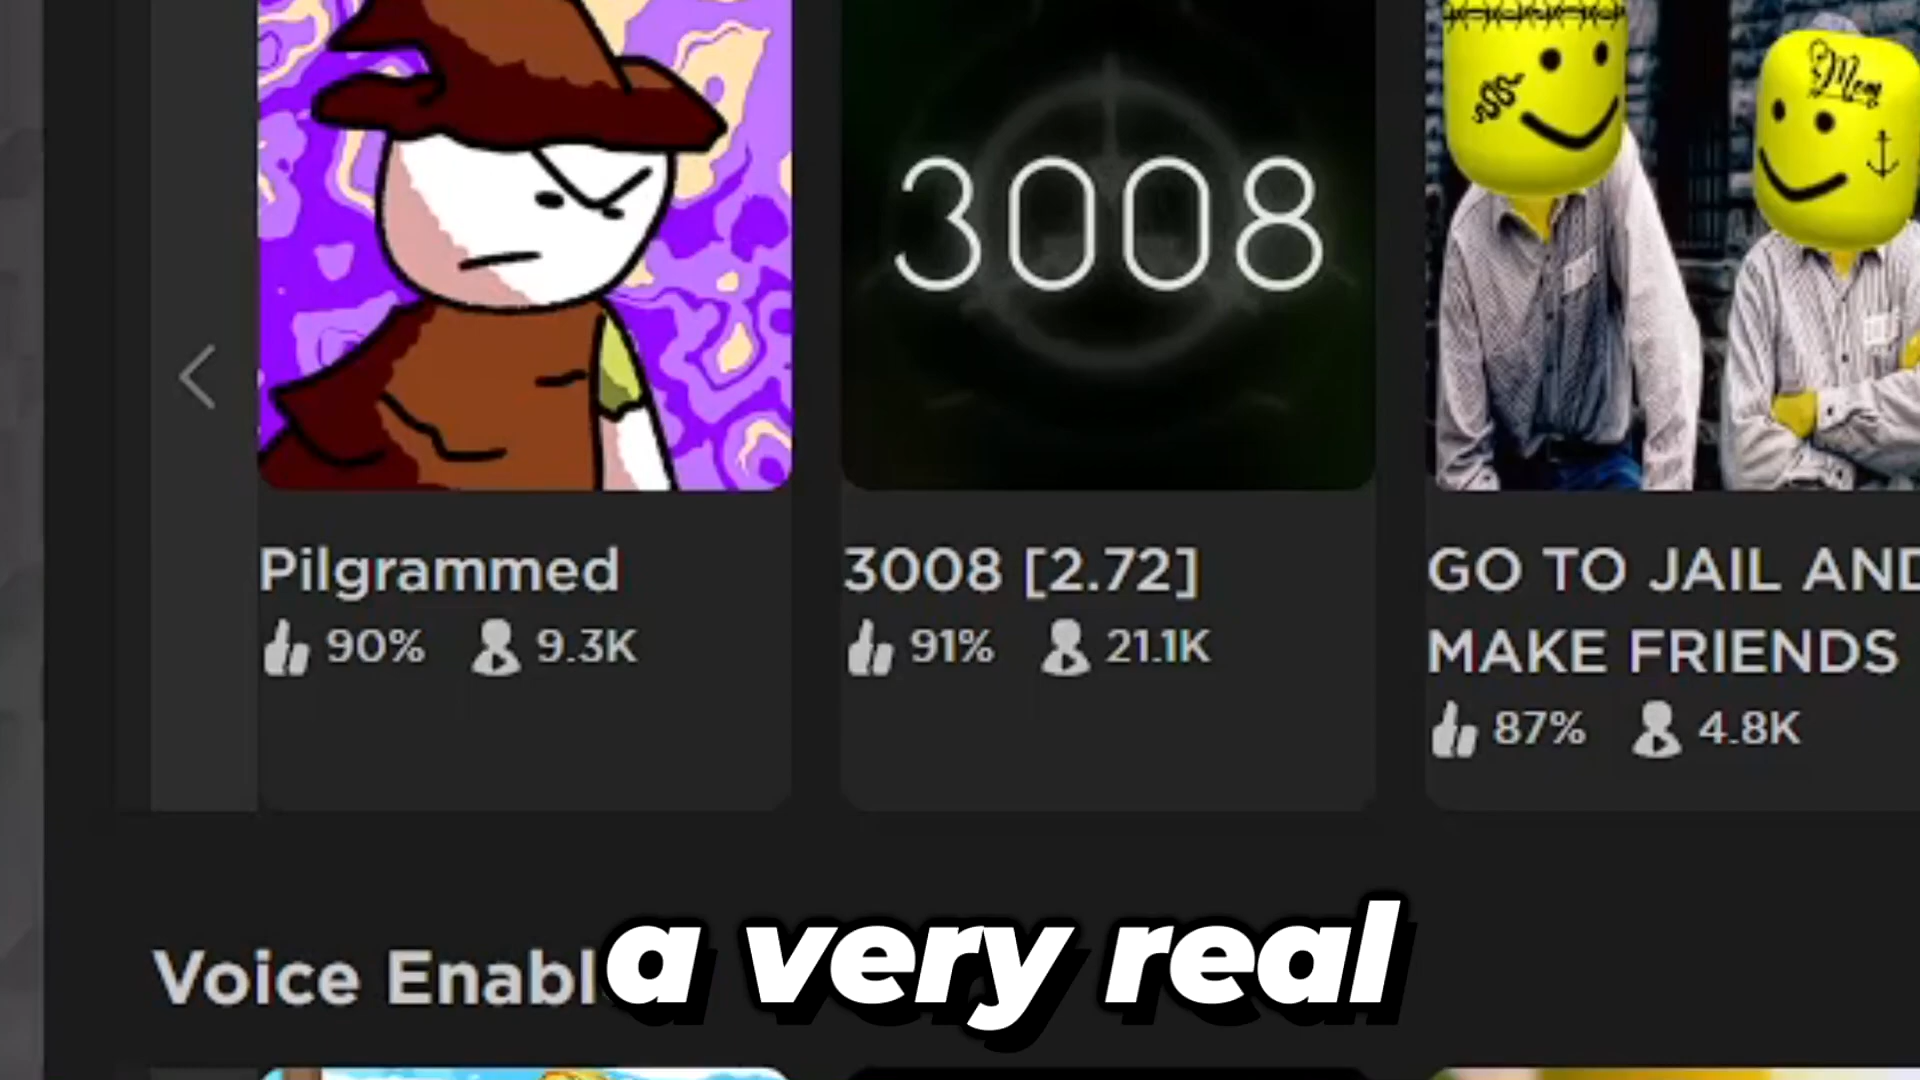 Mom
3008
Pilgrammed
90% 9.3K
3008 [2.72]
91% 21.1K
GO TO JAIL AND
MAKE FRIENDS
87% 4.8K
Voice Enabl
a very real